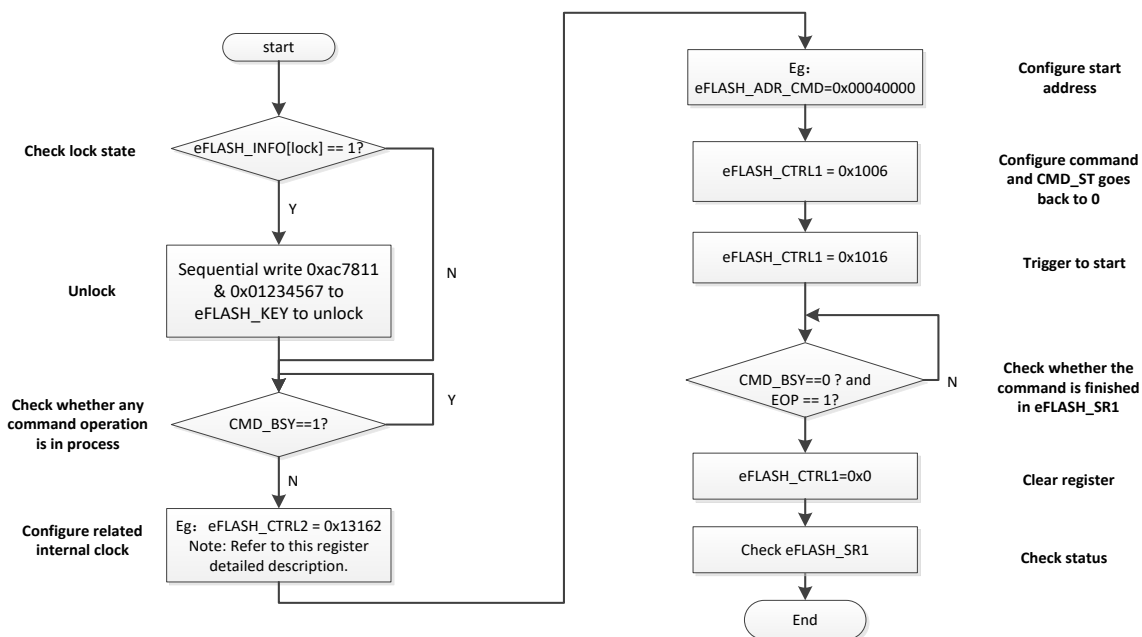 start
Check lock state
eFLASH_INFO[lock] == 1?
Y
N
Unlock
Sequential write 0xac7811
& 0x01234567 to
eFLASH_KEY to unlock
Check whether any
command operation
is in process
CMD_BSY==1?
Y
N
Configure related
internal clock
Eg：eFLASH_CTRL2 = 0x13162
Note: Refer to this register
detailed description.
Eg：
eFLASH_ADR_CMD=0x00040000
Configure start
address
eFLASH_CTRL1 = 0x1006
Configure command
and CMD_ST goes
back to 0
eFLASH_CTRL1 = 0x1016
Trigger to start
CMD_BSY==0 ? and
EOP == 1?
N
Check whether the
command is finished
in eFLASH_SR1
eFLASH_CTRL1=0x0
Clear register
Check eFLASH_SR1
Check status
End